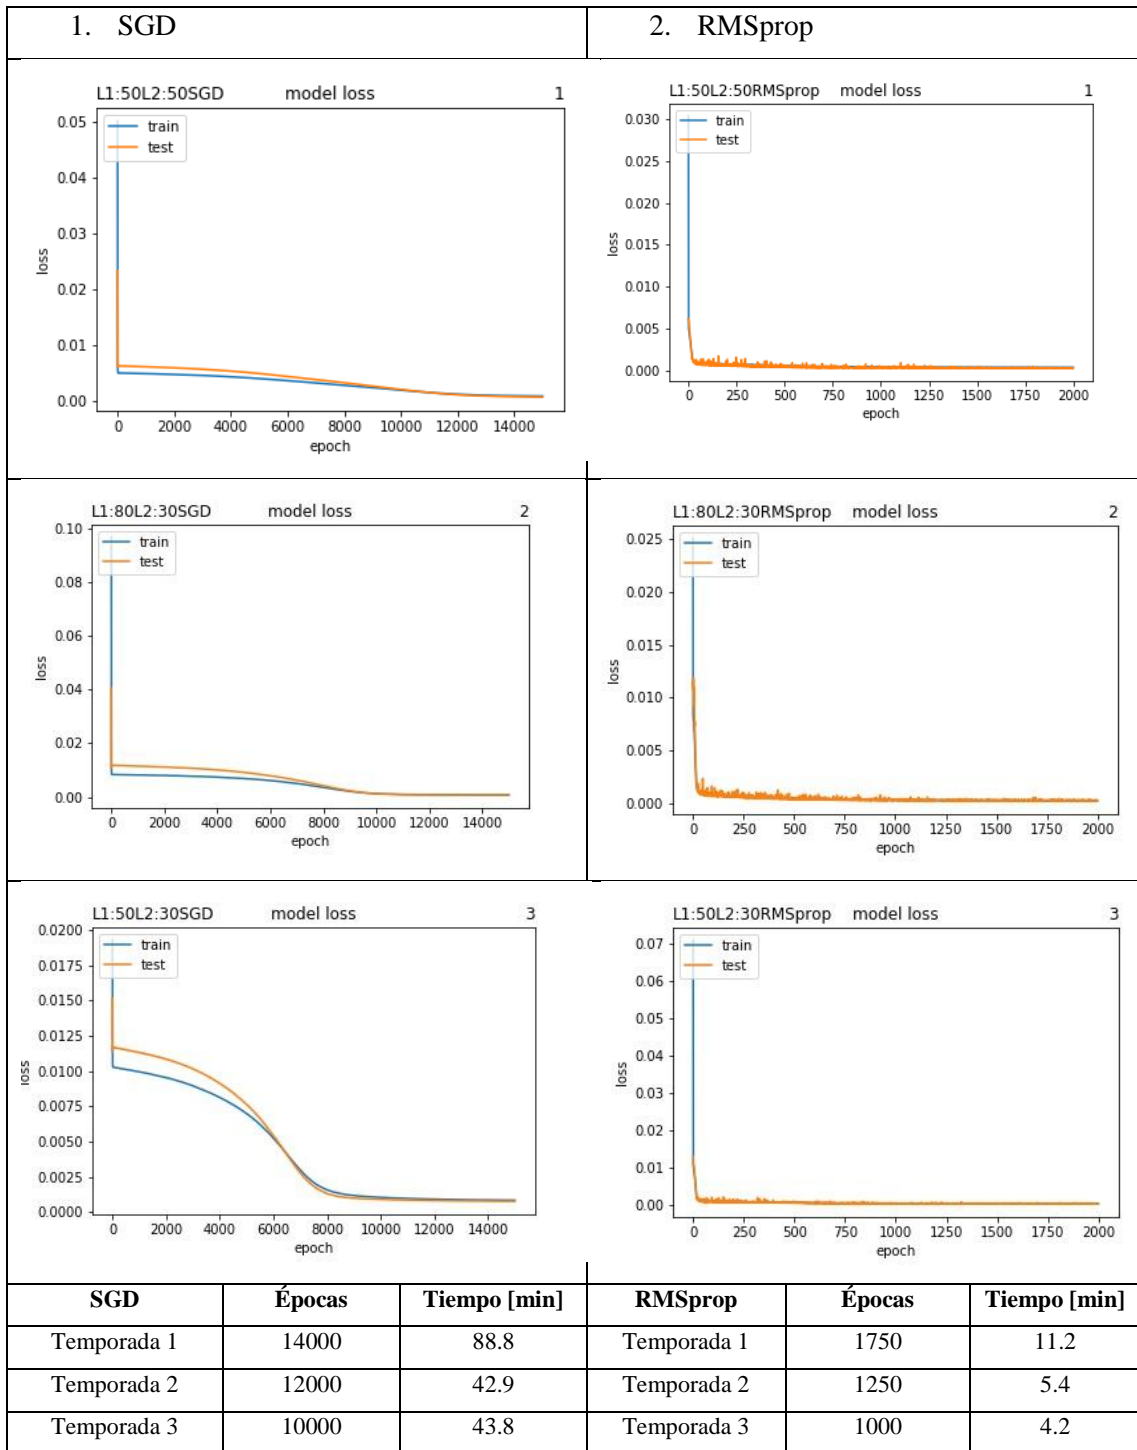 1. SGD
2. RMSprop
L1:50L2:50SGD model loss 1
train
test
0.05
0.04
0.03
0.02
0.01
0.00
loss
0 2000 4000 6000 8000 10000 12000 14000
epoch
L1:50L2:50RMSprop model loss 1
train
test
0.030
0.025
0.020
0.015
0.010
0.005
0.000
loss
0 250 500 750 1000 1250 1500 1750 2000
epoch
L1:80L2:30SGD model loss 2
train
test
0.10
0.08
0.06
0.04
0.02
0.00
loss
0 2000 4000 6000 8000 10000 12000 14000
epoch
L1:80L2:30RMSprop model loss 2
train
test
0.025
0.020
0.015
0.010
0.005
0.000
loss
0 250 500 750 1000 1250 1500 1750 2000
epoch
L1:50L2:30SGD model loss 3
train
test
0.0200
0.0175
0.0150
0.0125
0.0100
0.0075
0.0050
0.0025
0.0000
loss
0 2000 4000 6000 8000 10000 12000 14000
epoch
L1:50L2:30RMSprop model loss 3
train
test
0.07
0.06
0.05
0.04
0.03
0.02
0.01
0.00
loss
0 250 500 750 1000 1250 1500 1750 2000
epoch
SGD Épocas Tiempo [min] RMSprop Épocas Tiempo [min]
Temporada 1 14000 88.8 Temporada 1 1750 11.2
Temporada 2 12000 42.9 Temporada 2 1250 5.4
Temporada 3 10000 43.8 Temporada 3 1000 4.2